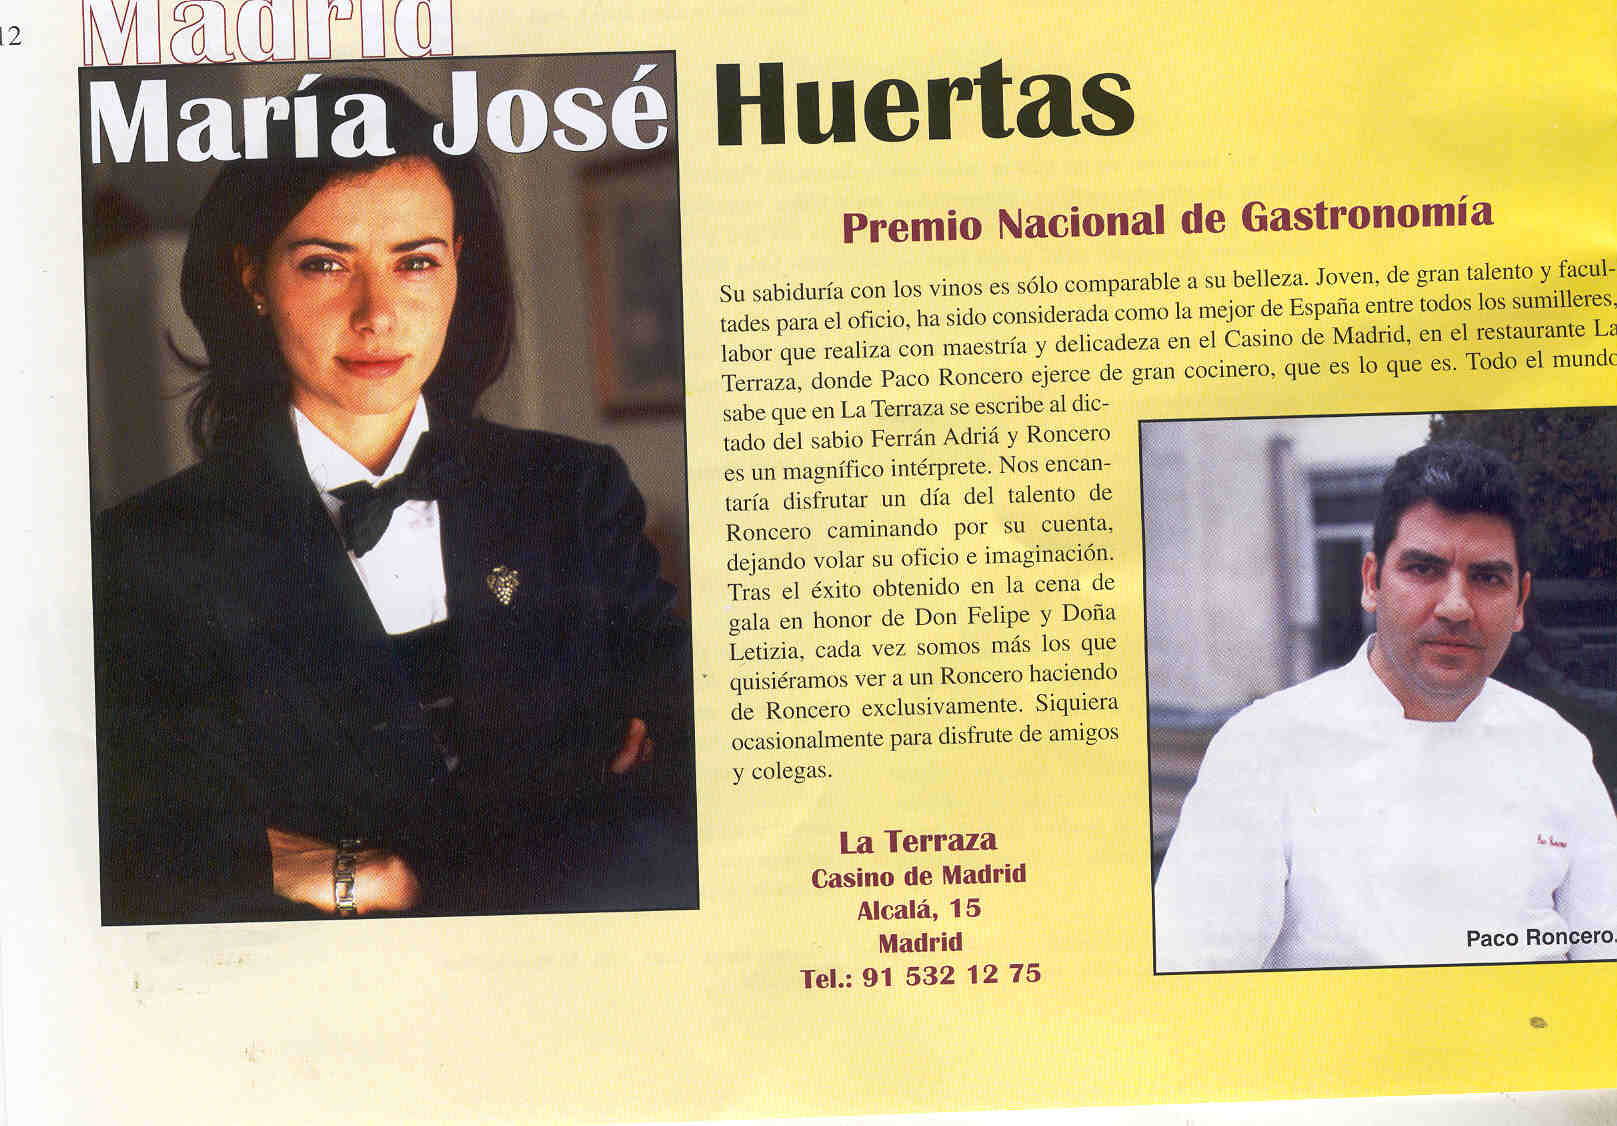 12
Madrid
María José Huertas
Premio Nacional de Gastronomía
Su sabiduría con los vinos es sólo comparable a su belleza. Joven, de gran talento y facul-
tades para el oficio, ha sido considerada como la mejor de España entre todos los sumilleres,
labor que realiza con maestría y delicadeza en el Casino de Madrid, en el restaurante La
Terraza, donde Paco Roncero ejerce de gran cocinero, que es lo que es. Todo el mundo
sabe que en La Terraza se escribe al dic-
tado del sabio Ferrán Adriá y Roncero
es un magnífico intérprete. Nos encan-
taría disfrutar un día del talento de
Roncero caminando por su cuenta,
dejando volar su oficio e imaginación.
Tras el éxito obtenido en la cena de
gala en honor de Don Felipe y Doña
Letizia, cada vez somos más los que
quisiéramos ver a un Roncero haciendo
de Roncero exclusivamente. Siquiera
ocasionalmente para disfrute de amigos
y colegas.
La Terraza
Casino de Madrid
Alcalá, 15
Madrid
Tel.: 91 532 12 75
Paco Roncero.